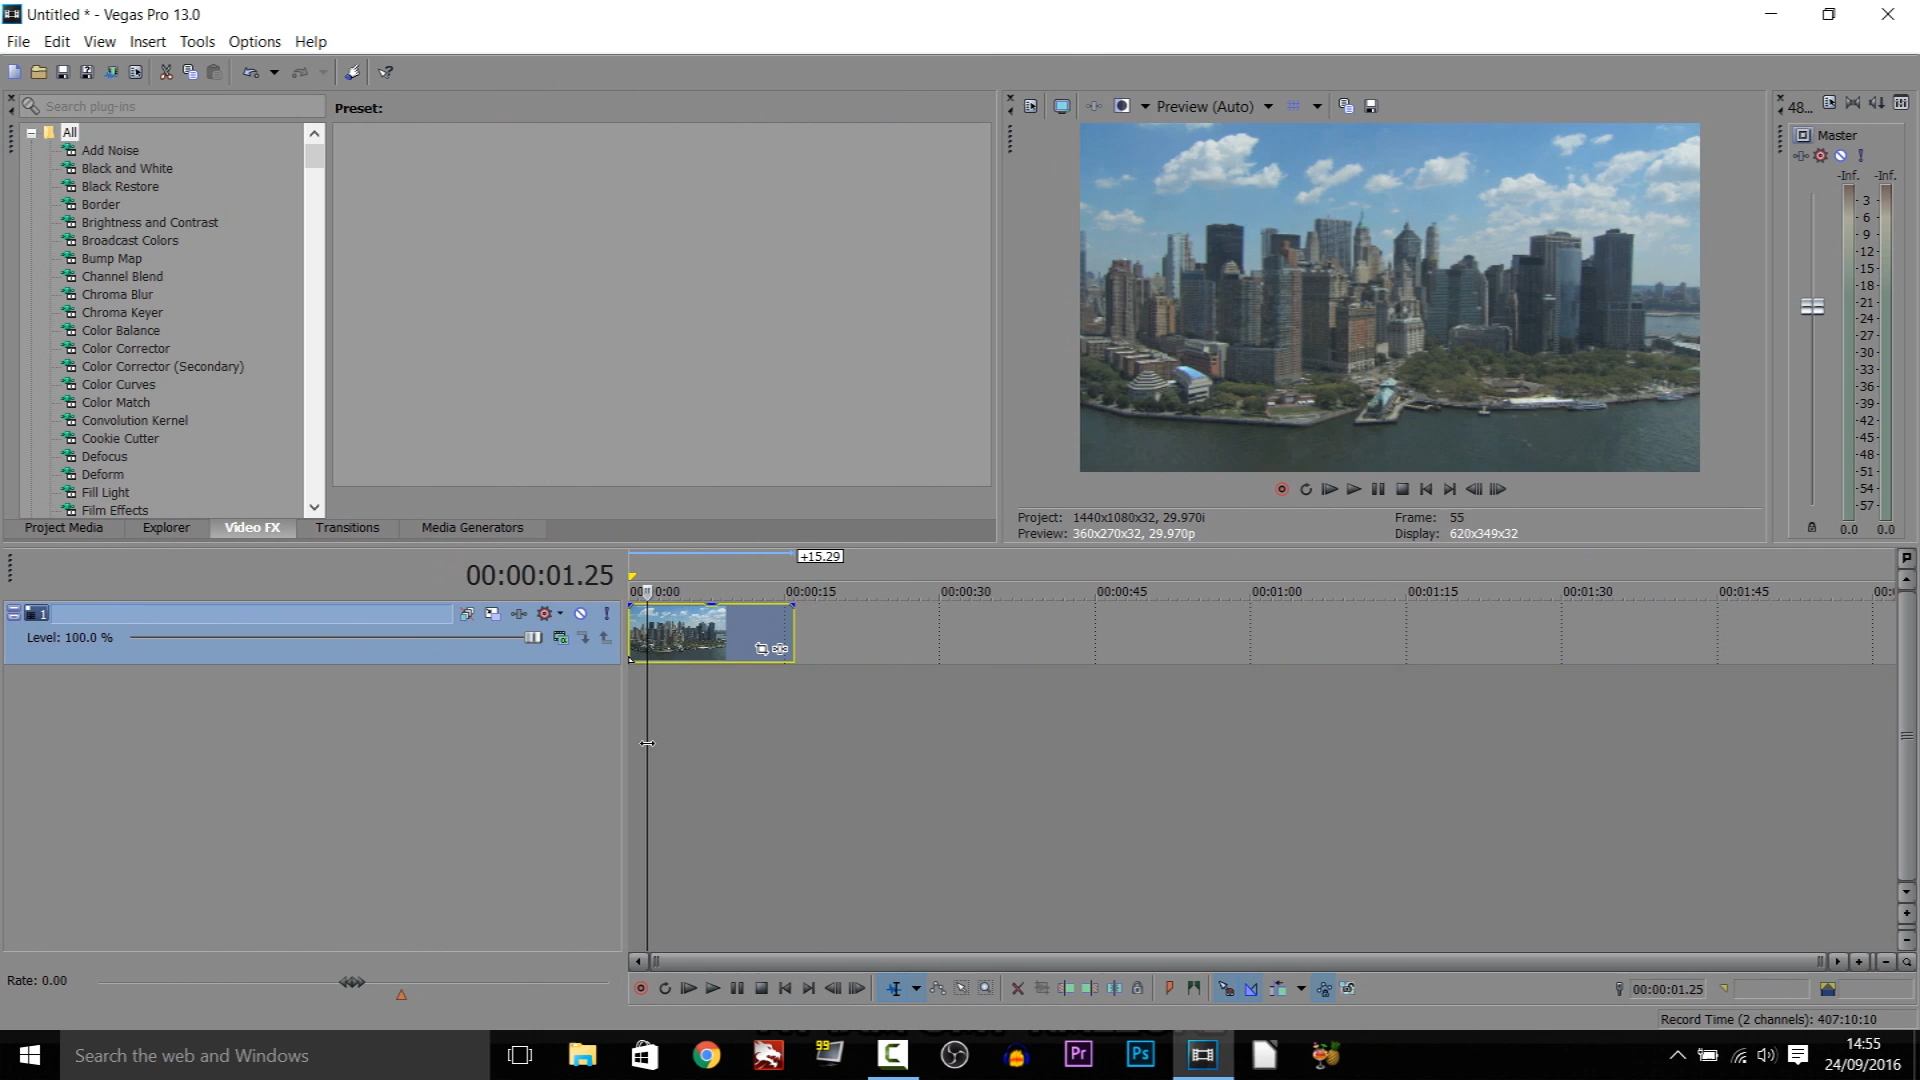 Untitled * - Vegas Pro 13.0
File Edit View Insert Tools Options Help
Search plug-ins
Preset:
Preview (Auto)
48...
All
Add Noise
Black and White
Black Restore
Border
Brightness and Contrast
Broadcast Colors
Bump Map
Channel Blend
Chroma Blur
Chroma Keyer
Color Balance
Color Corrector
Color Corrector (Secondary)
Color Curves
Color Match
Convolution Kernel
Cookie Cutter
Defocus
Deform
Fill Light
Film Effects
Master
-Inf. -Inf.
3
6
9
12
15
18
21
24
27
30
33
36
39
42
45
48
51
54
57
0.0 0.0
Project Media Explorer Video FX Transitions Media Generators
Project: 1440x1080x32, 29.970i
Frame: 55
Preview: 360x270x32, 29.970p
Display: 620x349x32
+15.29
00:00:01.25
00:00:15 00:00:30 00:00:45 00:01:00 00:01:15 00:01:30 00:01:45
1
Level: 100.0 %
Rate: 0.00
00:00:01.25
Record Time (2 channels): 407:10:10
Search the web and Windows
99
Pr
Ps
14:55
24/09/2016